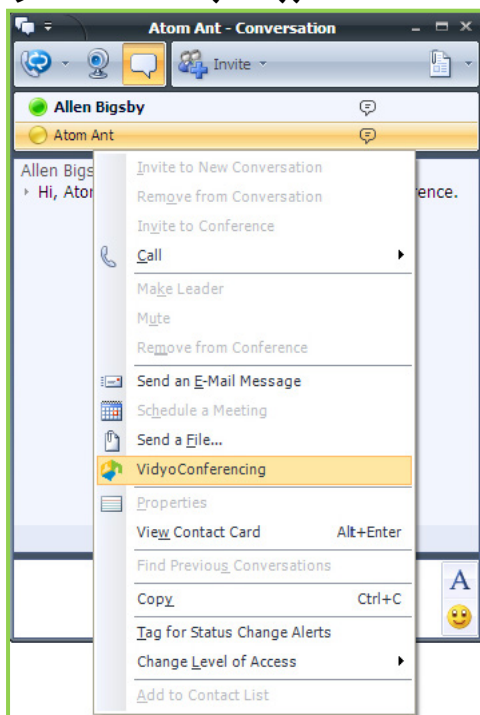 Atom Ant - Conversation
Invite
Allen Bigsby
Atom Ant
Allen Bigs
Hi, Ator
ence.
Invite to New Conversation
Remove from Conversation
Invite to Conference
Call
Make Leader
Mute
Remove from Conference
Send an E-Mail Message
Schedule a Meeting
Send a File...
VidyoConferencing
Properties
View Contact Card Alt+Enter
Find Previous Conversations
Copy Ctrl+C
A
Tag for Status Change Alerts
Change Level of Access
Add to Contact List